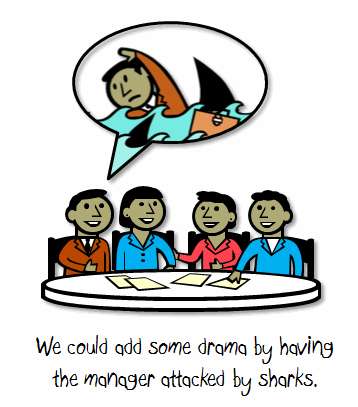 We could add some drama by having
the manager attacked by sharks.